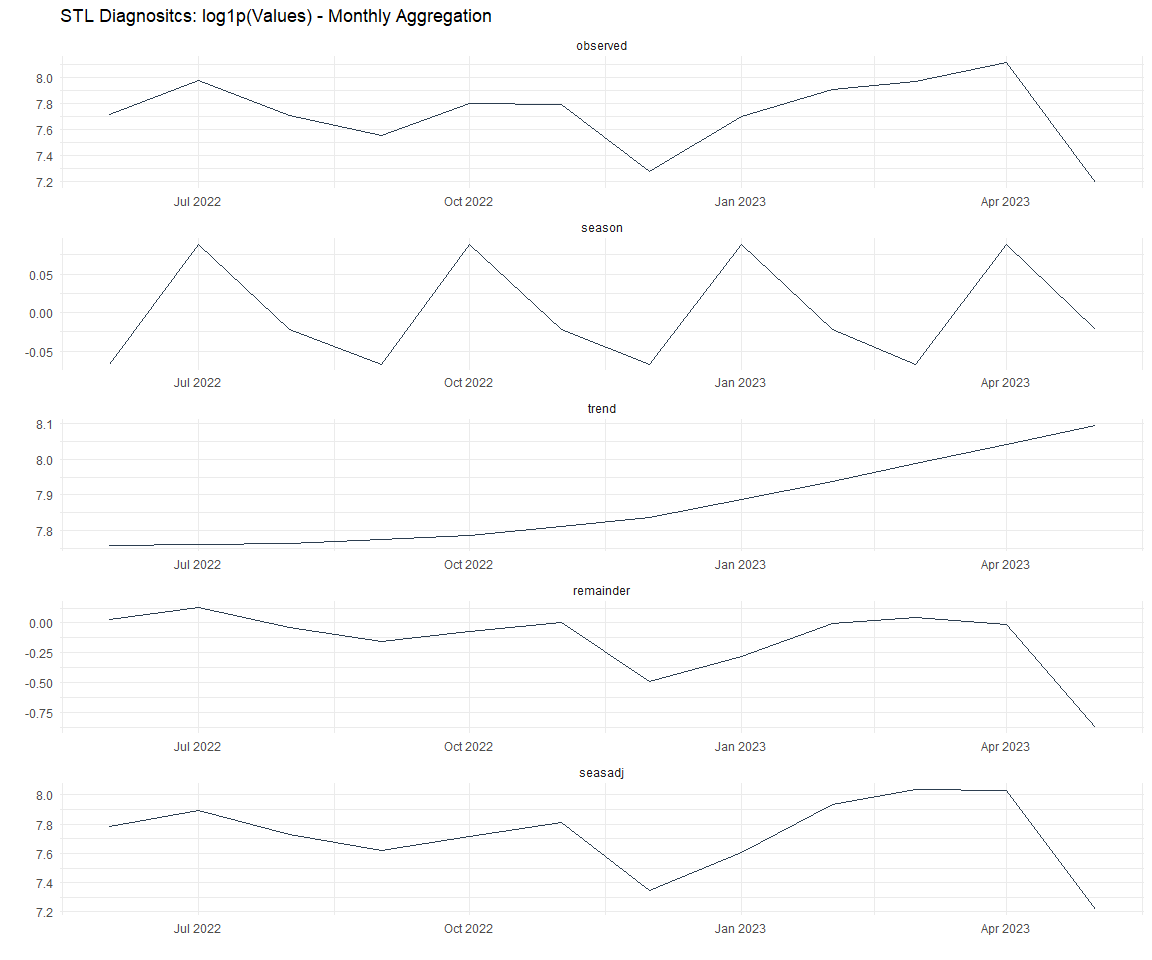 STL Diagnositcs: log1p(Values) - Monthly Aggregation
observed
8.0
7.8
7.6
7.4
7.2
Jul 2022 Oct 2022 Jan 2023 Apr 2023
season
0.05
0.00
-0.05
Jul 2022 Oct 2022 Jan 2023 Apr 2023
trend
8.1
8.0
7.9
7.8
Jul 2022 Oct 2022 Jan 2023 Apr 2023
remainder
0.00
-0.25
-0.50
-0.75
Jul 2022 Oct 2022 Jan 2023 Apr 2023
seasadj
8.0
7.8
7.6
7.4
7.2
Jul 2022 Oct 2022 Jan 2023 Apr 2023